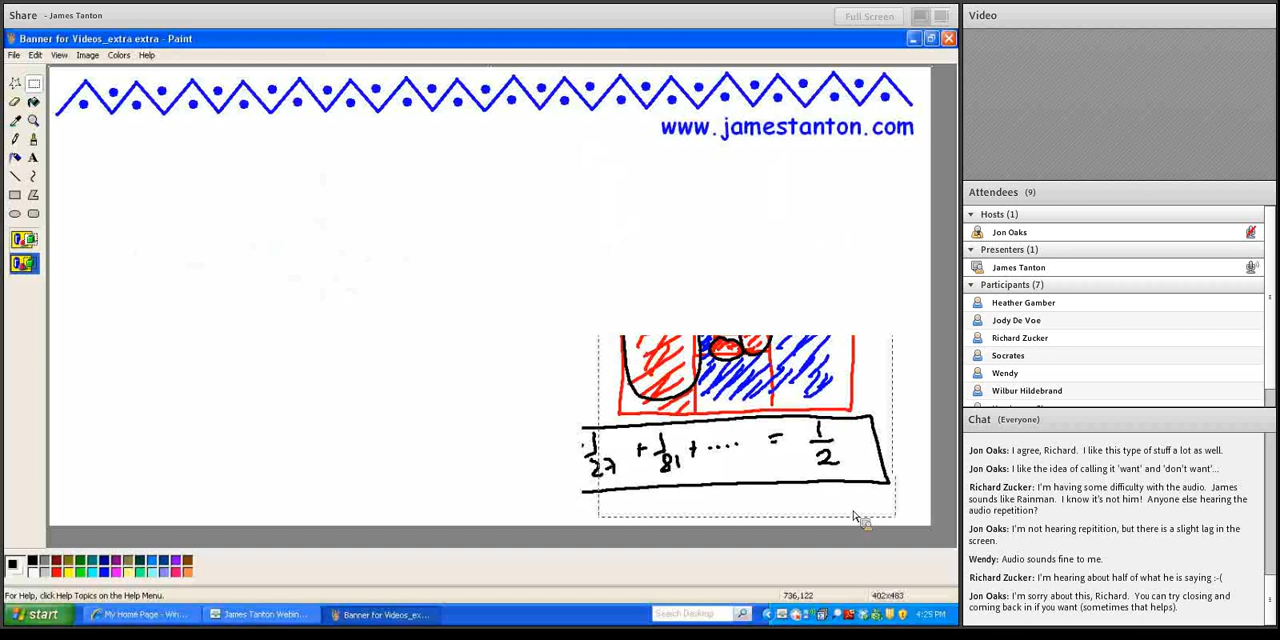 Share - James Tanton
Full Screen
Video
Banner for Videos_extra extra - Paint
File Edit View Image Colors Help
www.jamestanton.com
27 + 1/81 + .... = 1/2
Attendees (9)
Hosts (1)
Jon Oaks
Presenters (1)
James Tanton
Participants (7)
Heather Gamber
Jody De Voe
Richard Zucker
Socrates
Wendy
Wilbur Hildebrand
Chat (Everyone)
Jon Oaks: I agree, Richard. I like this type of stuff a lot as well.
Jon Oaks: I like the idea of calling it 'want' and 'don't want'...
Richard Zucker: I'm having some difficulty with the audio. James
sounds like Rainman. I know it's not him! Anyone else hearing the
audio repetition?
Jon Oaks: I'm not hearing repitition, but there is a slight lag in the
screen.
Wendy: Audio sounds fine to me.
Richard Zucker: I'm hearing about half of what he is saying :-(
Jon Oaks: I'm sorry about this, Richard. You can try closing and
coming back in if you want (sometimes that helps).
For Help, click Help Topics on the Help Menu.
736,122
402x483
start
My Home Page - Win...
James Tanton Webin...
Banner for Videos_ex...
Search Desktop
4:25 PM